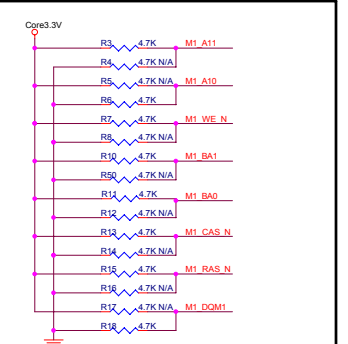 Core3.3V
R3 4.7K M1_A11
R4 4.7K N/A
R5 4.7K N/A M1_A10
R6 4.7K
R7 4.7K M1_WE_N
R8 4.7K N/A
R10 4.7K M1_BA1
R50 4.7K N/A
R11 4.7K M1_BA0
R12 4.7K N/A
R13 4.7K M1_CAS_N
R14 4.7K N/A
R15 4.7K M1_RAS_N
R16 4.7K N/A
R17 4.7K N/A M1_DQM1
R18 4.7K